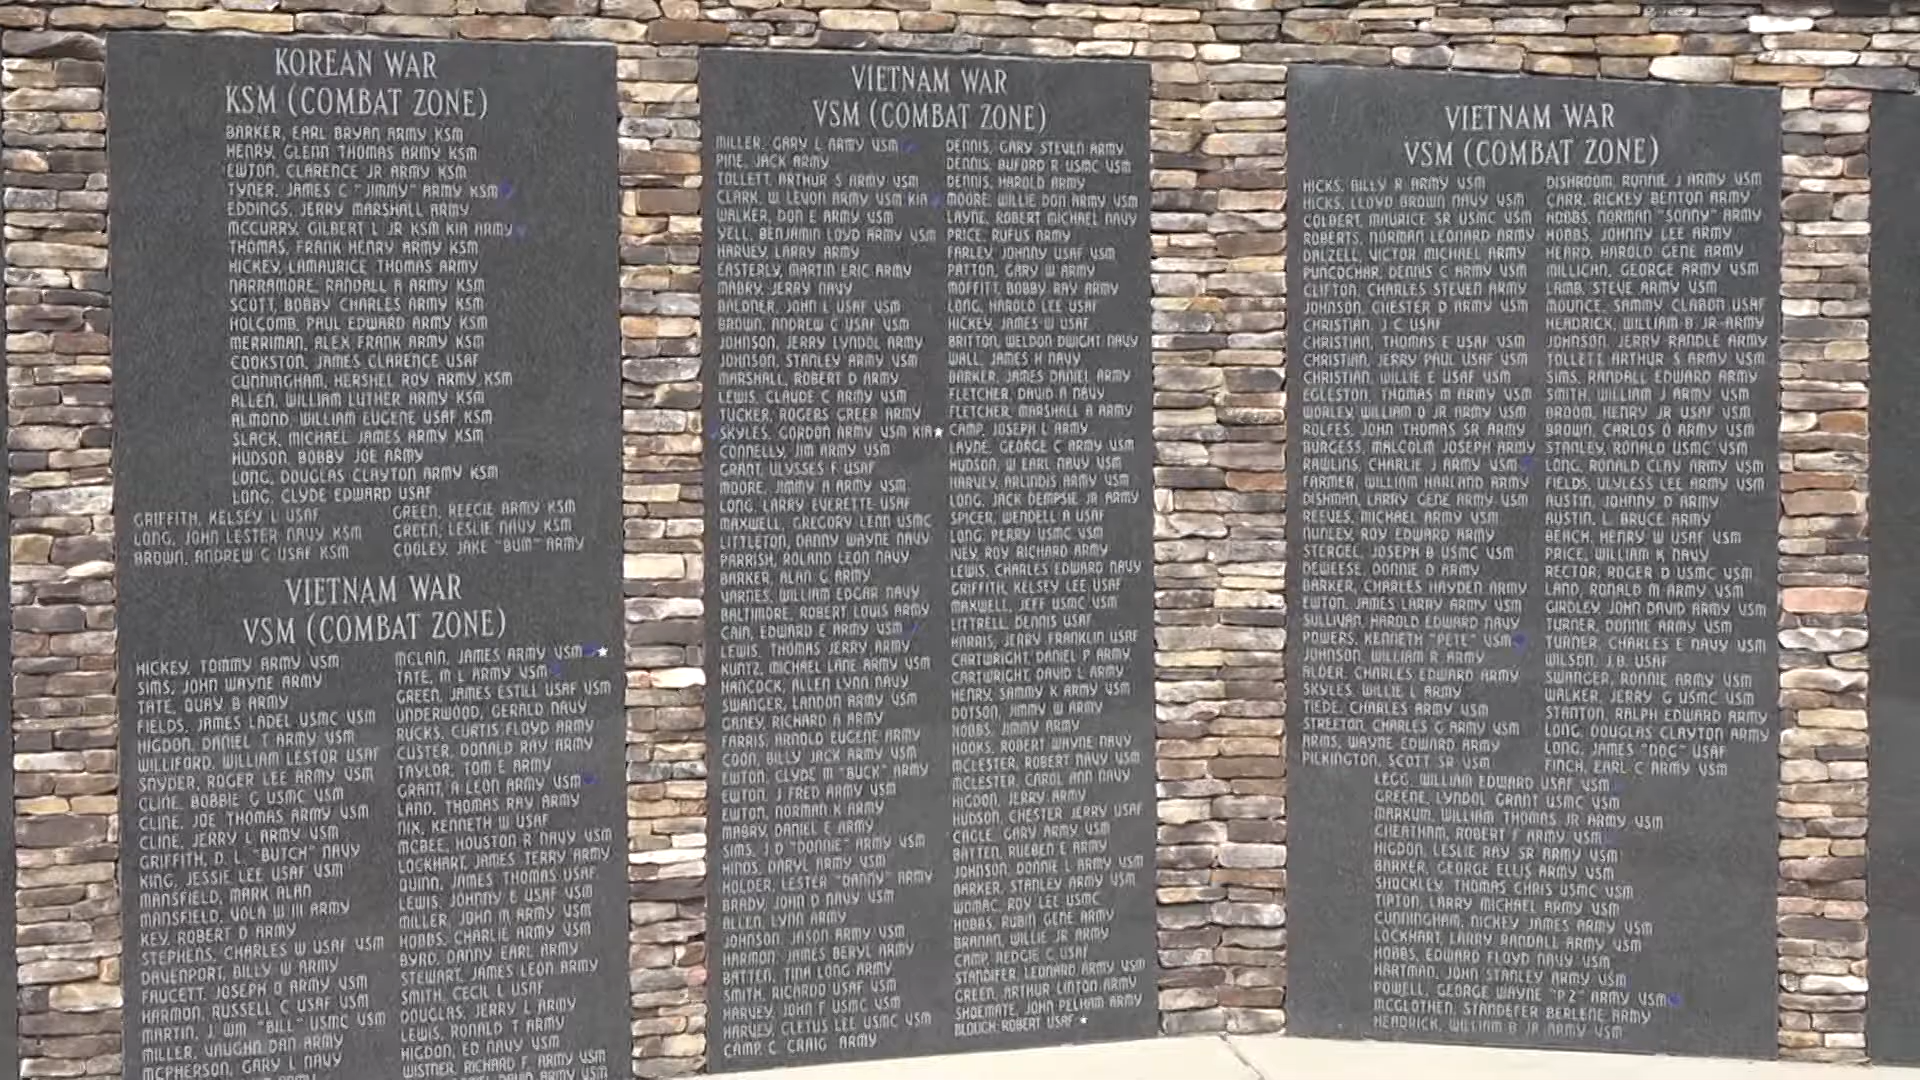 KOREAN WAR
KSM (COMBAT ZONE)
BARKER, EARL BRYAN ARMY KSM
HENRY, GLENN THOMAS ARMY KSM
EWTON, CLARENCE JR ARMY KSM
TYNER, JAMES C "JIMMY" ARMY KSM
EDDINGS, JERRY MARSHALL ARMY
MCCURRY, GILBERT L JR KSM KIA ARMY
THOMAS, FRANK HENRY ARMY KSM
HICKEY, LAMAURICE THOMAS ARMY
NARRAMORE, RANDALL A ARMY KSM
SCOTT, BOBBY CHARLES ARMY KSM
HOLCOMB, PAUL EDWARD ARMY KSM
MERRIMAN, ALEX FRANK ARMY KSM
COOKSTON, JAMES CLARENCE USAF
CUNNINGHAM, HERSHEL ROY ARMY KSM
ALLEN, WILLIAM LUTHER ARMY KSM
ALMOND, WILLIAM EUGENE USAF KSM
SLACK, MICHAEL JAMES ARMY KSM
HUDSON, BOBBY JOE ARMY
LONG, DOUGLAS CLAYTON ARMY KSM
LONG, CLYDE EDWARD USAF
GRIFFITH, KELSEY L USAF
LONG, JOHN LESTER NAVY KSM
BROWN, ANDREW C USAF KSM
GREEN, REECIE ARMY KSM
GREEN, LESLIE NAVY KSM
COOLEY, JAKE "BUM" ARMY
VIETNAM WAR
VSM (COMBAT ZONE)
HICKEY, TOMMY ARMY VSM
SIMS, JOHN WAYNE ARMY
TATE, QUAY B ARMY
FIELDS, JAMES LADEL USMC VSM
HIGDON, DANIEL T ARMY VSM
WILLIFORD, WILLIAM LESTOR USAF
SNYDER, ROGER LEE ARMY VSM
CLINE, BOBBIE G USMC VSM
CLINE, JOE THOMAS ARMY VSM
CLINE, JERRY L ARMY VSM
GRIFFITH, D. L. "BUTCH" NAVY
KING, JESSIE LEE USAF VSM
MANSFIELD, MARK ALAN
MANSFIELD, VOLA W III ARMY
KEY, ROBERT D ARMY
STEPHENS, CHARLES W USAF VSM
DAVENPORT, BILLY W ARMY
FAUCETT, JOSEPH O ARMY VSM
HARMON, RUSSELL C USAF VSM
MARTIN, J. WM "BILL" USMC VSM
MILLER, VAUGHN DAN ARMY
MCPHERSON, GARY L NAVY
MCLAIN, JAMES ARMY VSM
TATE, M L ARMY VSM
GREEN, JAMES ESTILL USAF VSM
UNDERWOOD, GERALD NAVY
RUCKS, CURTIS FLOYD ARMY
CUSTER, DONALD RAY ARMY
TAYLOR, TOM E ARMY
GRANT, A LEON ARMY VSM
LAND, THOMAS RAY ARMY
NIX, KENNETH W USAF
MCBEE, HOUSTON R NAVY VSM
LOCKHART, JAMES TERRY ARMY
QUINN, JAMES THOMAS USAF
LEWIS, JOHNNY E USAF VSM
MILLER, JOHN M ARMY VSM
HOBBS, CHARLIE ARMY VSM
BYRD, DANNY EARL ARMY
STEWART, JAMES LEON ARMY
SMITH, CECIL L USAF
DOUGLAS, JERRY L ARMY
LEWIS, RONALD T ARMY
HIGDON, ED NAVY VSM
WISTNER, RICHARD F ARMY VSM
VIETNAM WAR
VSM (COMBAT ZONE)
MILLER, GARY L ARMY VSM
PINE, JACK ARMY
TOLLETT, ARTHUR S ARMY VSM
CLARK, W. LEVON ARMY VSM KIA
WALKER, DON E ARMY VSM
YELL, BENJAMIN LOYD ARMY VSM
HARVEY, LARRY ARMY
EASTERLY, MARTIN ERIC ARMY
MABRY, JERRY NAVY
BALDNER, JOHN L USAF VSM
BROWN, ANDREW C USAF VSM
JOHNSON, JERRY LYNDOL ARMY
JOHNSON, STANLEY ARMY VSM
MARSHALL, ROBERT D ARMY
LEWIS, CLAUDE C ARMY VSM
TUCKER, ROGERS GREER ARMY
SKYLES, GORDON ARMY VSM KIA
CONNELLY, JIM ARMY VSM
GRANT, ULYSSES F USAF
MOORE, JIMMY A ARMY VSM
LONG, LARRY EVERETTE USAF
MAXWELL, GREGORY LENN USMC
LITTLETON, DANNY WAYNE NAVY
PARRISH, ROLAND LEON NAVY
BARKER, ALAN G ARMY
VARNES, WILLIAM EDGAR NAVY
BALTIMORE, ROBERT LOUIS ARMY
CAIN, EDWARD E ARMY VSM
LEWIS, THOMAS JERRY ARMY
KUNTZ, MICHAEL LANE ARMY VSM
HANCOCK, ALLEN LYNN NAVY
SWANGER, LANDON ARMY VSM
GANEY, RICHARD A ARMY
FARRIS, ARNOLD EUGENE ARMY
COON, BILLY JACK ARMY VSM
EWTON, CLYDE M "BUCK" ARMY
EWTON, J FRED ARMY VSM
EWTON, NORMAN K ARMY
MABRY, DANIEL E ARMY
SIMS, J D "DONNIE" ARMY VSM
HINDS, DARYL ARMY VSM
HOLDER, LESTER "DANNY" ARMY
BRADY, JOHN D NAVY VSM
ALLEN, LYNN ARMY
JOHNSON, JASON ARMY VSM
HARMON, JAMES BERYL ARMY
BATTEN, TINA LONG ARMY
SMITH, RICARDO USAF VSM
HARVEY, JOHN F USMC VSM
HARVEY, CLETUS LEE USMC VSM
CAMP, C. CRAIG ARMY
DENNIS, GARY STEVEN ARMY
DENNIS, BUFORD R USMC VSM
DENNIS, HAROLD ARMY
MOORE, WILLIE DON ARMY VSM
LAYNE, ROBERT MICHAEL NAVY
PRICE, RUFUS ARMY
FARLEY, JOHNNY USAF VSM
PATTON, GARY W ARMY
MOFFITT, BOBBY RAY ARMY
LONG, HAROLD LEE USAF
HICKEY, JAMES W USAF
BRITTON, WELDON DWIGHT NAVY
WALL, JAMES H NAVY
BARKER, JAMES DANIEL ARMY
FLETCHER, DAVID A NAVY
FLETCHER, MARSHALL A ARMY
CAMP, JOSEPH L ARMY
LAYNE, GEORGE C ARMY VSM
HUDSON, W EARL NAVY VSM
HARVEY, ARLINDIS ARMY VSM
LONG, JACK DEMPSIE JR ARMY
SPICER, WENDELL A USAF
LONG, PERRY USMC VSM
IVEY, ROY RICHARD ARMY
LEWIS, CHARLES EDWARD NAVY
GRIFFITH, KELSEY LEE USAF
MAXWELL, JEFF USMC VSM
LITTRELL, DENNIS USAF
HARRIS, JERRY FRANKLIN USAF
CARTWRIGHT, DANIEL P ARMY
CARTWRIGHT, DAVID L ARMY
HENRY, SAMMY K ARMY VSM
DOTSON, JIMMY W ARMY
HOBBS, JIMMY ARMY
HOOKS, ROBERT WAYNE NAVY
MCLESTER, ROBERT NAVY VSM
MCLESTER, CAROL ANN NAVY
HIGDON, JERRY ARMY
HUDSON, CHESTER JERRY USAF
CAGLE, GARY ARMY VSM
BATTEN, RUEBEN E ARMY
JOHNSON, DONNIE L ARMY VSM
BARKER, STANLEY ARMY VSM
WOMAC, ROY LEE USMC
HOBBS, RUBIN GENE ARMY
BRANAN, WILLIE JR ARMY
CAMP, REDGIE C USAF
STANDIFER, LEONARD ARMY VSM
GREEN, ARTHUR LINTON ARMY
SHOEMATE, JOHN PELHAM ARMY
BLOUCH, ROBERT USAF
VIETNAM WAR
VSM (COMBAT ZONE)
HICKS, BILLY R ARMY VSM
HICKS, LLOYD BROWN NAVY VSM
COLBERT, MAURICE SR USMC VSM
ROBERTS, NORMAN LEONARD ARMY
DALZELL, VICTOR MICHAEL ARMY
PUNCOCHAR, DENNIS C ARMY VSM
CLIFTON, CHARLES STEVEN ARMY
JOHNSON, CHESTER D ARMY VSM
CHRISTIAN, J C USAF
CHRISTIAN, THOMAS E USAF VSM
CHRISTIAN, JERRY PAUL USAF VSM
CHRISTIAN, WILLIE E USAF VSM
EGLESTON, THOMAS M ARMY VSM
WORLEY, WILLIAM O JR ARMY VSM
ROLFES, JOHN THOMAS SR ARMY
BURGESS, MALCOLM JOSEPH ARMY
RAWLINS, CHARLIE J ARMY VSM
FARMER, WILLIAM HARLAND ARMY
DISHMAN, LARRY GENE ARMY VSM
REEVES, MICHAEL ARMY VSM
NUNLEY, ROY EDWARD ARMY
STERGEL, JOSEPH B USMC VSM
DEWEESE, DONNIE D ARMY
BARKER, CHARLES HAYDEN ARMY
EWTON, JAMES LARRY ARMY VSM
SULLIVAN, HAROLD EDWARD NAVY
POWERS, KENNETH "PETE" VSM
JOHNSON, WILLIAM R ARMY
ALDER, CHARLES EDWARD ARMY
SKYLES, WILLIE L ARMY
TIEDE, CHARLES ARMY VSM
STREETON, CHARLES G ARMY VSM
ARMS, WAYNE EDWARD ARMY
PILKINGTON, SCOTT SR VSM
DISHROOM, RONNIE J ARMY VSM
CARR, RICKEY BENTON ARMY
HOBBS, NORMAN "SONNY" ARMY
HOBBS, JOHNNY LEE ARMY
HEARD, HAROLD GENE ARMY
MILLICAN, GEORGE ARMY VSM
LAMB, STEVE ARMY VSM
MOUNCE, SAMMY CLABON USAF
HENDRICK, WILLIAM B JR-ARMY
JOHNSON, JERRY RANDLE ARMY
TOLLETT ARTHUR S ARMY VSM
SIMS, RANDALL EDWARD ARMY
SMITH, WILLIAM J ARMY VSM
BROOM, HENRY JR USAF VSM
BROWN, CARLOS O ARMY VSM
STANLEY, RONALD USMC VSM
LONG, RONALD CLAY ARMY VSM
FIELDS, ULYLESS LEE ARMY VSM
AUSTIN, JOHNNY D ARMY
AUSTIN, L. BRUCE ARMY
BEACH, HENRY W USAF VSM
PRICE, WILLIAM K NAVY
RECTOR, ROGER D USMC VSM
LAND, RONALD M ARMY VSM
GIRDLEY, JOHN DAVID ARMY VSM
TURNER, DONNIE ARMY VSM
TURNER, CHARLES E NAVY VSM
WILSON, J.B. USAF
SWANGER, RONNIE ARMY VSM
WALKER, JERRY G USMC VSM
STANTON, RALPH EDWARD ARMY
LONG, DOUGLAS CLAYTON ARMY
LONG, JAMES "DOG" USAF
FINCH, EARL C ARMY VSM
LEGG, WILLIAM EDWARD USAF VSM
GREENE, LYNDOL GRANT USMC VSM
MARKUM, WILLIAM THOMAS JR ARMY VSM
CHEATHAM, ROBERT F ARMY VSM
HIGDON, LESLIE RAY SR ARMY VSM
BARKER, GEORGE ELLIS ARMY VSM
SHOCKLEY, THOMAS CHRIS USMC VSM
TIPTON, LARRY MICHAEL ARMY VSM
CUNNINGHAM, NICKEY JAMES ARMY VSM
LOCKHART, LARRY RANDALL ARMY VSM
HOBBS, EDWARD FLOYD NAVY VSM
HARTMAN, JOHN STANLEY ARMY VSM
POWELL, GEORGE WAYNE "PZ" ARMY VSM
MCGLOTHEN, STANDEFER BERLENE ARMY
HENDRICK, WILLIAM B JR ARMY VSM